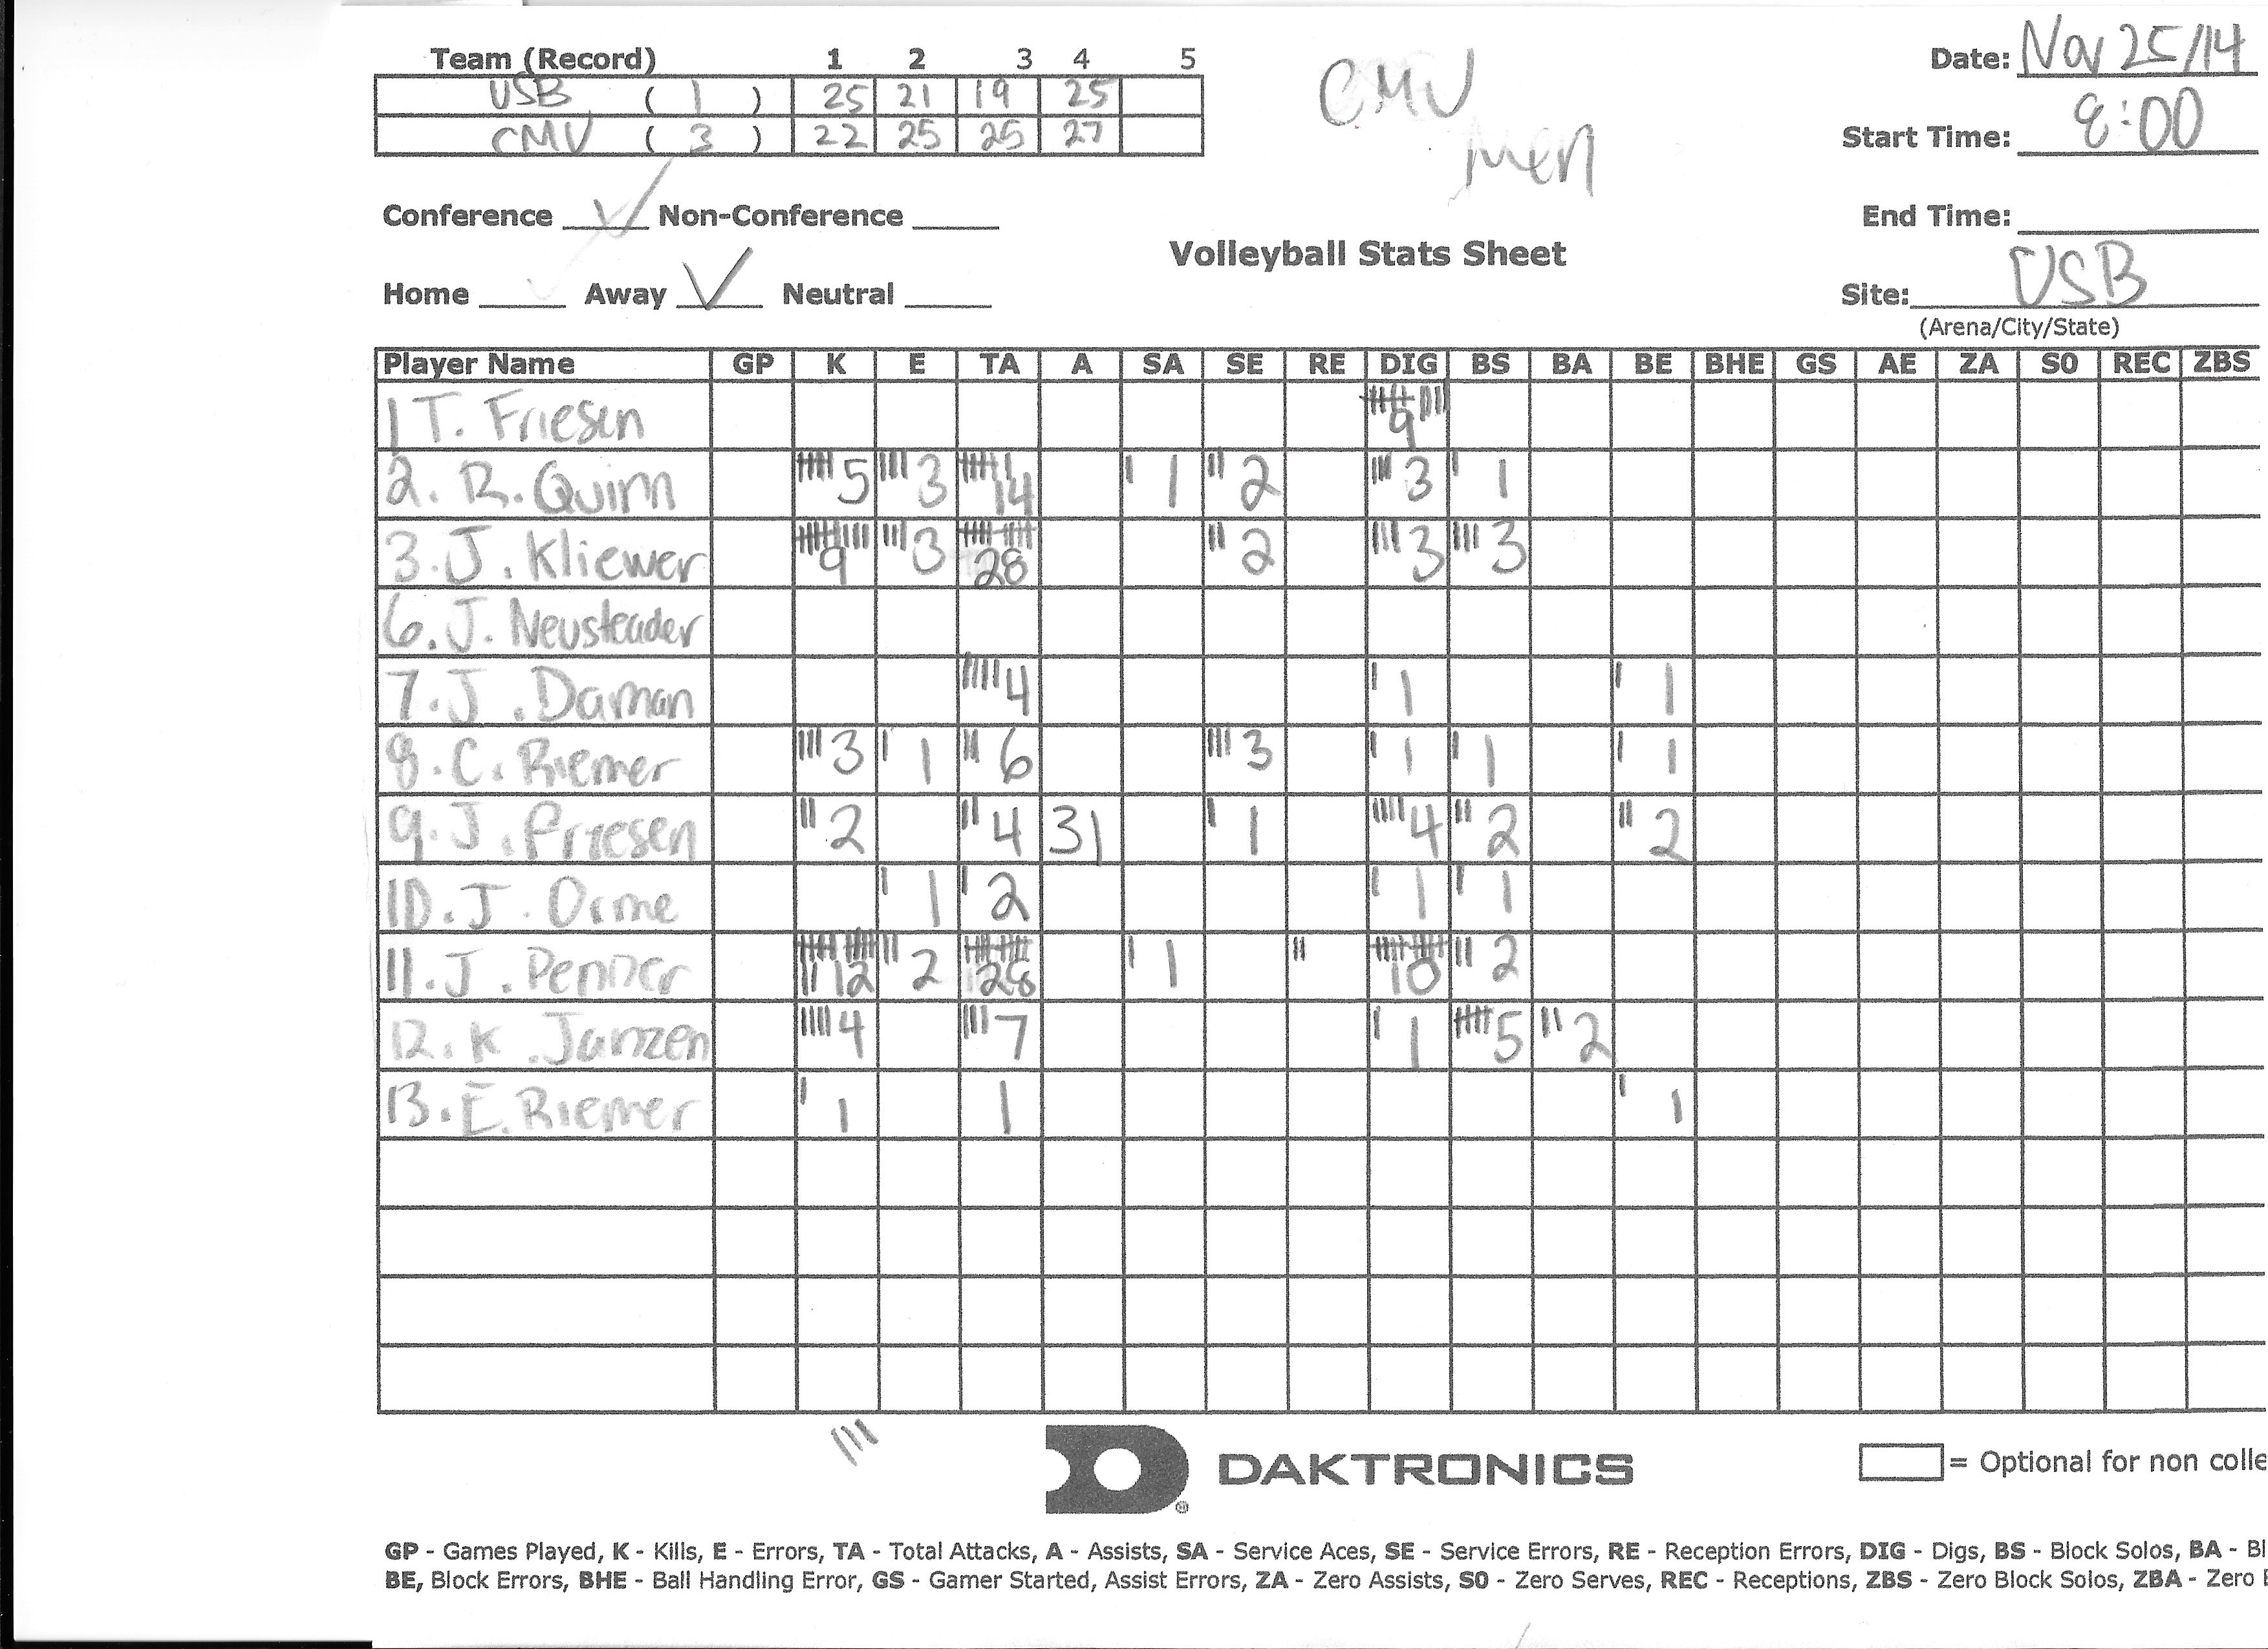 Team (Record) 1 2 3 4 5
USB ( 1 ) 25 21 19 25
CMU ( 3 ) 22 25 25 27
CMU
Men
Date: Nov 25/14
Start Time: 8:00
End Time:
Conference ✓ Non-Conference
Home Away ✓ Neutral
Volleyball Stats Sheet
Site: USB
(Arena/City/State)
Player Name GP K E TA A SA SE RE DIG BS BA BE BHE GS AE ZA S0 REC ZBS
1 T. Friesen 9
2. R. Quinn 5 3 14 1 2 3 1
3. J. Kliewer 9 3 28 2 3 3
6. J. Neusteader
7. J. Daman 4 1 1
8. C. Riemer 3 1 6 3 1 1 1
9. J. Friesen 2 4 31 1 4 2 2
10. J. Orme 1 2 1 1
11. J. Penner 12 2 28 1 10 2
12. K. Janzen 4 7 1 5 2
13. E. Riemer 1 1 1
DAKTRONICS
= Optional for non colle
GP - Games Played, K - Kills, E - Errors, TA - Total Attacks, A - Assists, SA - Service Aces, SE - Service Errors, RE - Reception Errors, DIG - Digs, BS - Block Solos, BA - Bl
BE, Block Errors, BHE - Ball Handling Error, GS - Gamer Started, Assist Errors, ZA - Zero Assists, S0 - Zero Serves, REC - Receptions, ZBS - Zero Block Solos, ZBA - Zero